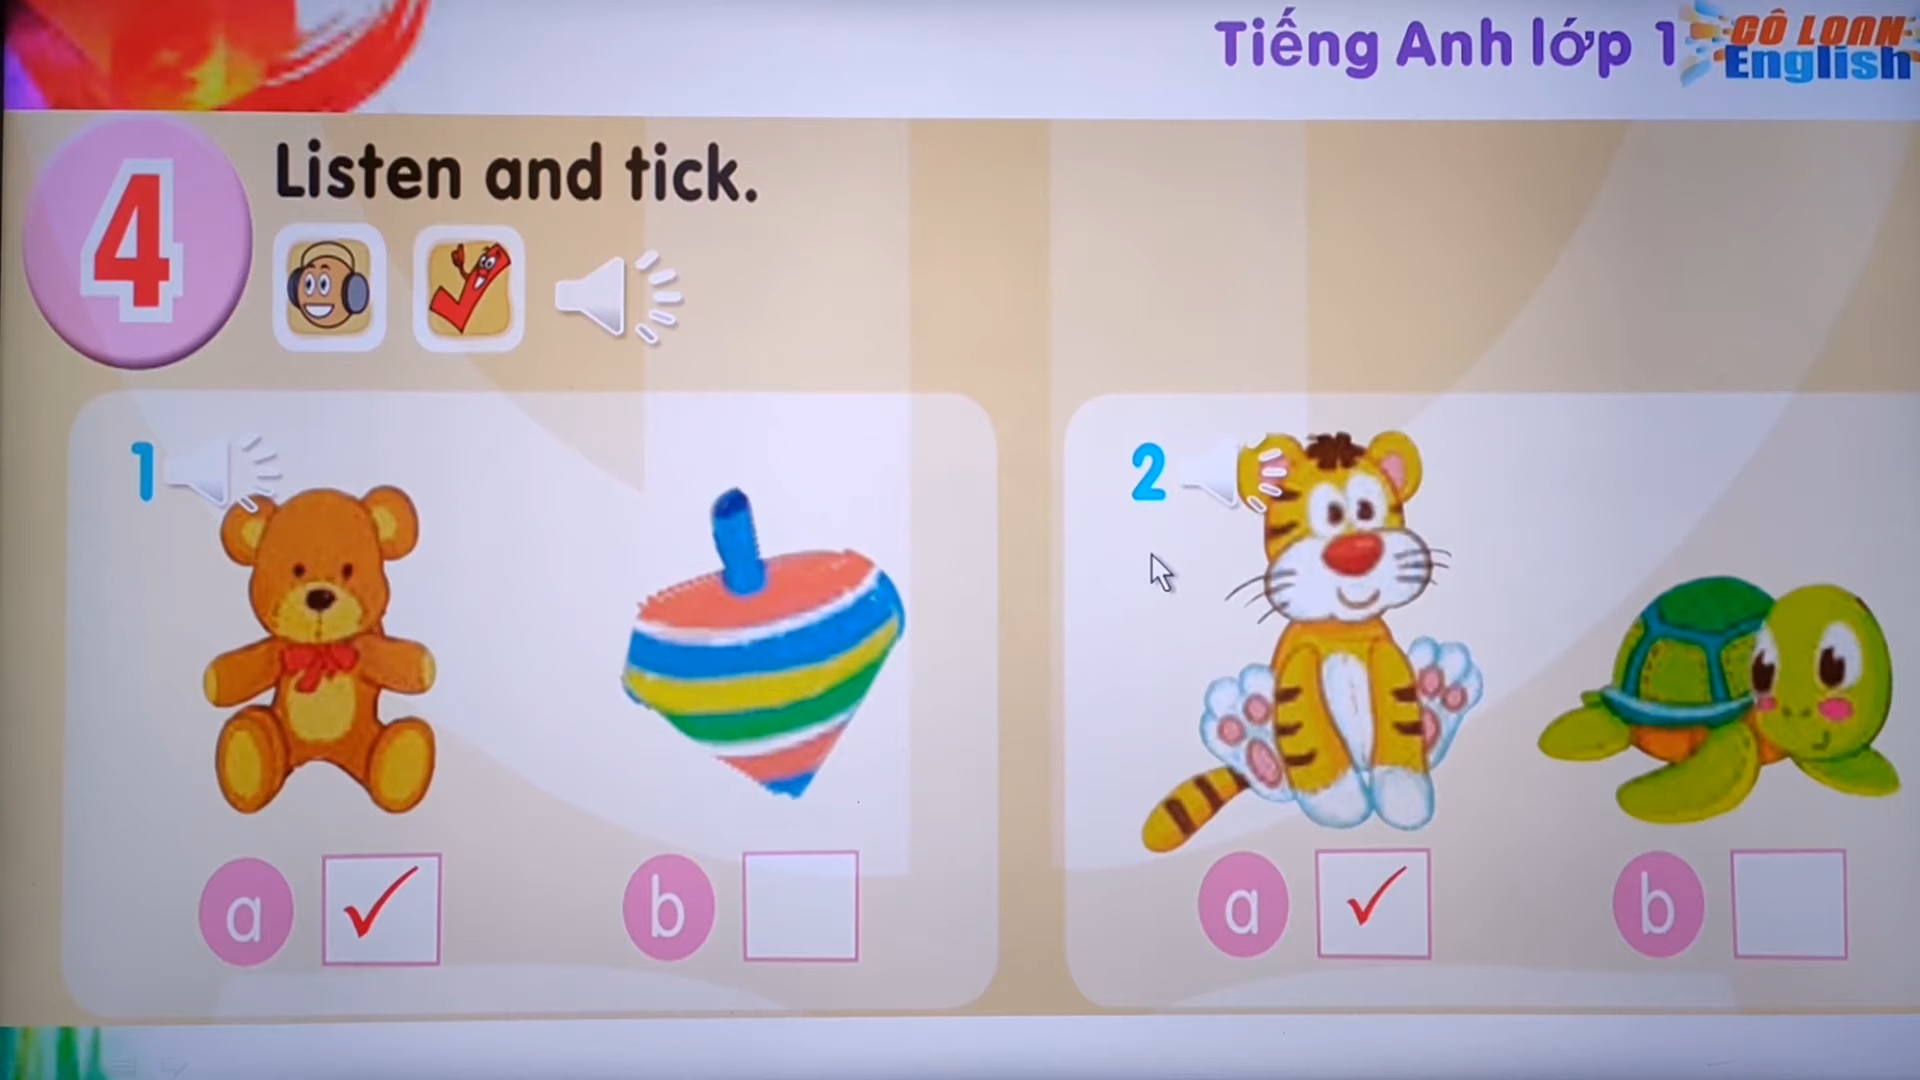 Tiếng Anh lớp 1
CÔ LOAN
English
4
Listen and tick.
1
2
a
b
a
b